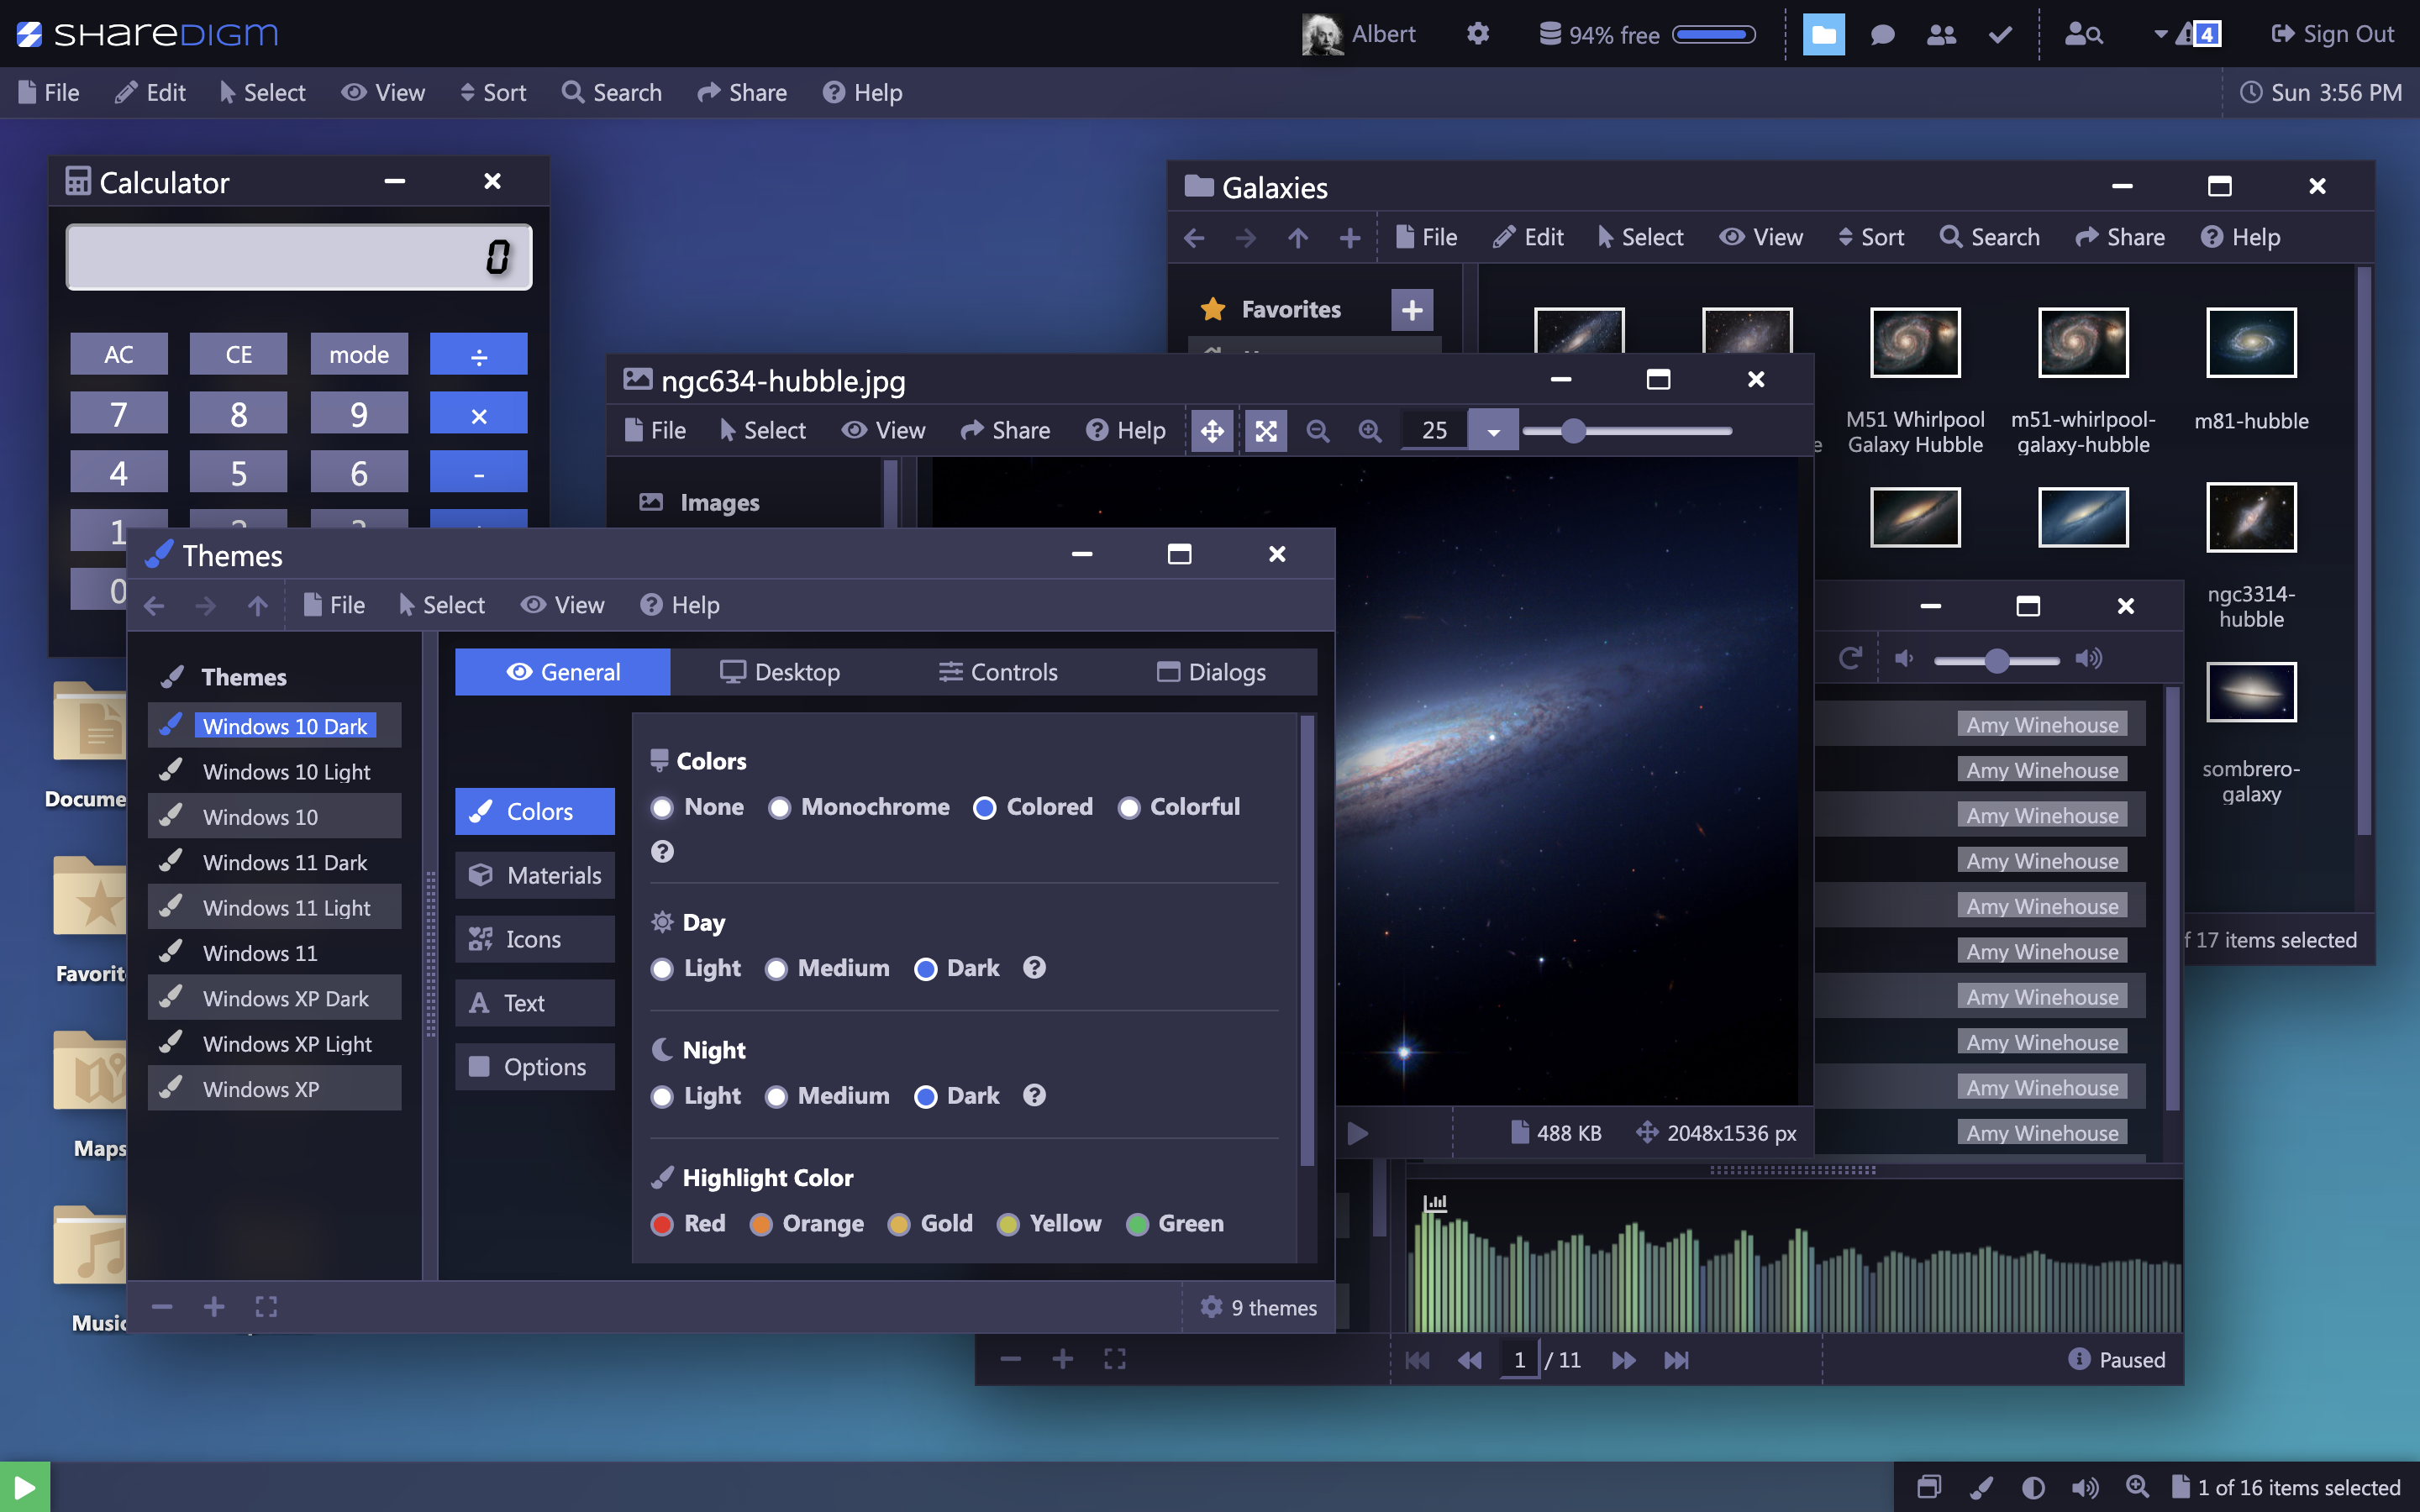 SHAREDIGM
Albert
94% free
4
Sign Out
File Edit Select View Sort Search Share Help
Sun 3:56 PM
Calculator
0
AC CE mode ÷
7 8 9 ×
4 5 6 -
1
0
Galaxies
File Edit Select View Sort Search Share Help
Favorites
M51 Whirlpool Galaxy Hubble
m51-whirlpool-galaxy-hubble
m81-hubble
ngc3314-hubble
sombrero-galaxy
17 items selected
ngc634-hubble.jpg
File Select View Share Help 25
Images
488 KB 2048x1536 px
Themes
File Select View Help
Themes
Windows 10 Dark
Windows 10 Light
Windows 10
Windows 11 Dark
Windows 11 Light
Windows 11
Windows XP Dark
Windows XP Light
Windows XP
General Desktop Controls Dialogs
Colors
Materials
Icons
Text
Options
Colors
None Monochrome Colored Colorful
?
Day
Light Medium Dark ?
Night
Light Medium Dark ?
Highlight Color
Red Orange Gold Yellow Green
9 themes
Amy Winehouse
Amy Winehouse
Amy Winehouse
Amy Winehouse
Amy Winehouse
Amy Winehouse
Amy Winehouse
Amy Winehouse
Amy Winehouse
Amy Winehouse
1 / 11
Paused
Docume
Favorit
Maps
Music
1 of 16 items selected